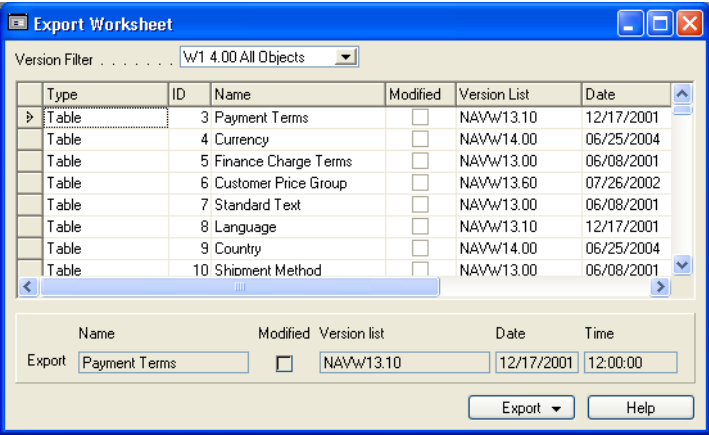 Export Worksheet
Version Filter . . . . . . . W1 4.00 All Objects
Type ID Name Modified Version List Date
Table 3 Payment Terms NAVW13.10 12/17/2001
Table 4 Currency NAVW14.00 06/25/2004
Table 5 Finance Charge Terms NAVW13.00 06/08/2001
Table 6 Customer Price Group NAVW13.60 07/26/2002
Table 7 Standard Text NAVW13.00 06/08/2001
Table 8 Language NAVW13.10 12/17/2001
Table 9 Country NAVW14.00 06/25/2004
Table 10 Shipment Method NAVW13.00 06/08/2001
Name Modified Version list Date Time
Export Payment Terms NAVW13.10 12/17/2001 12:00:00
Export Help